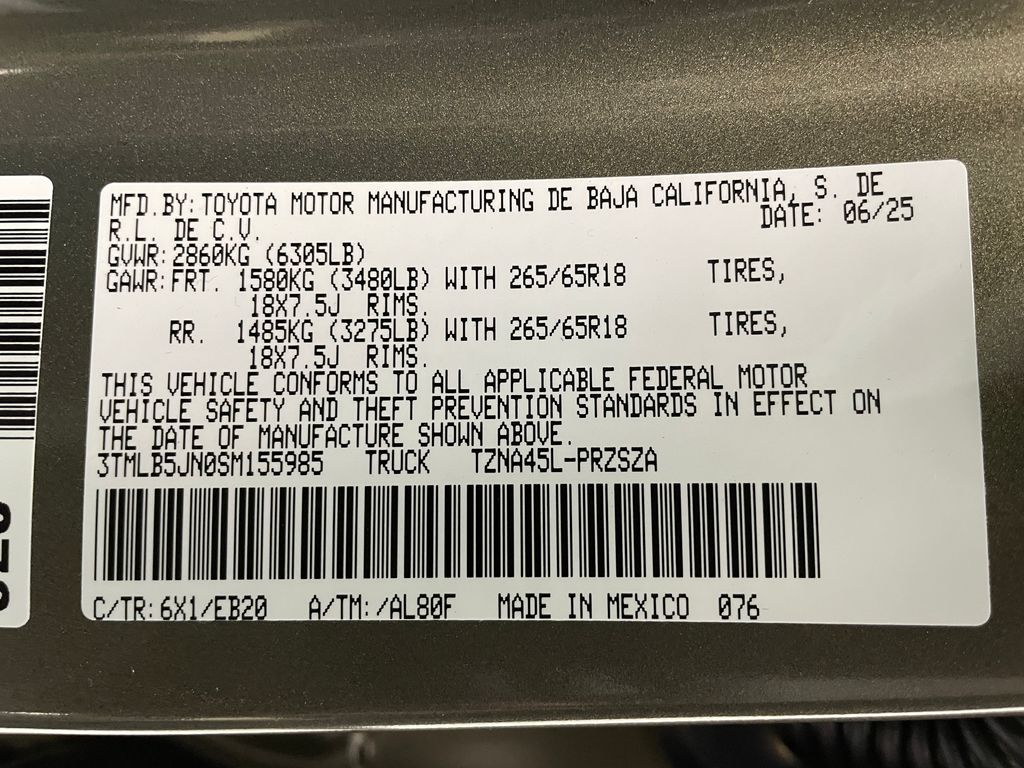 MFD.BY: TOYOTA MOTOR MANUFACTURING DE BAJA CALIFORNIA, S. DE
R.L. DE C.V. DATE: 06/25
GVWR: 2860KG (6305LB)
GAWR: FRT. 1580KG (3480LB) WITH 265/65R18 TIRES,
18X7.5J RIMS.
RR. 1485KG (3275LB) WITH 265/65R18 TIRES,
18X7.5J RIMS.
THIS VEHICLE CONFORMS TO ALL APPLICABLE FEDERAL MOTOR
VEHICLE SAFETY AND THEFT PREVENTION STANDARDS IN EFFECT ON
THE DATE OF MANUFACTURE SHOWN ABOVE.
3TMLB5JN0SM155985 TRUCK TZNA45L-PRZSZA
C/TR: 6X1/EB20 A/TM: /AL80F MADE IN MEXICO 076